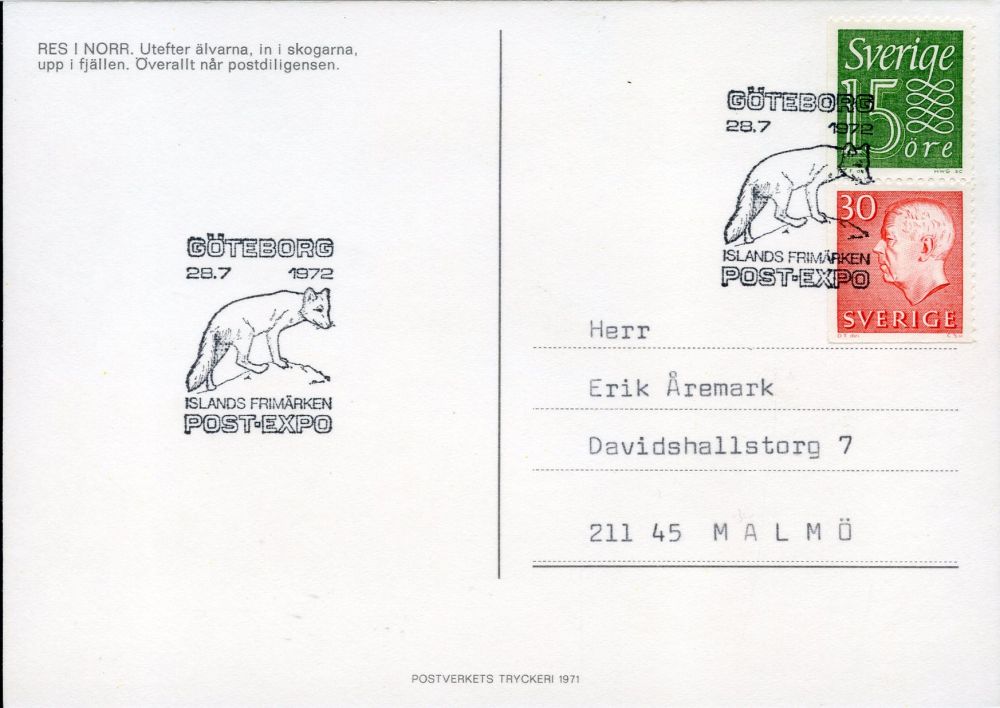 RES I NORR. Utefter älvarna, in i skogarna,
upp i fjällen. Överallt når postdiligensen.
GÖTEBORG
28.7 1972
ISLANDS FRIMÄRKEN
POST-EXPO
Sverige
15
öre
GÖTEBORG
28.7 1972
30
ISLANDS FRIMÄRKEN
POST-EXPO
SVERIGE
Herr
Erik Åremark
Davidshallstorg 7
211 45 MALMÖ
POSTVERKETS TRYCKERI 1971